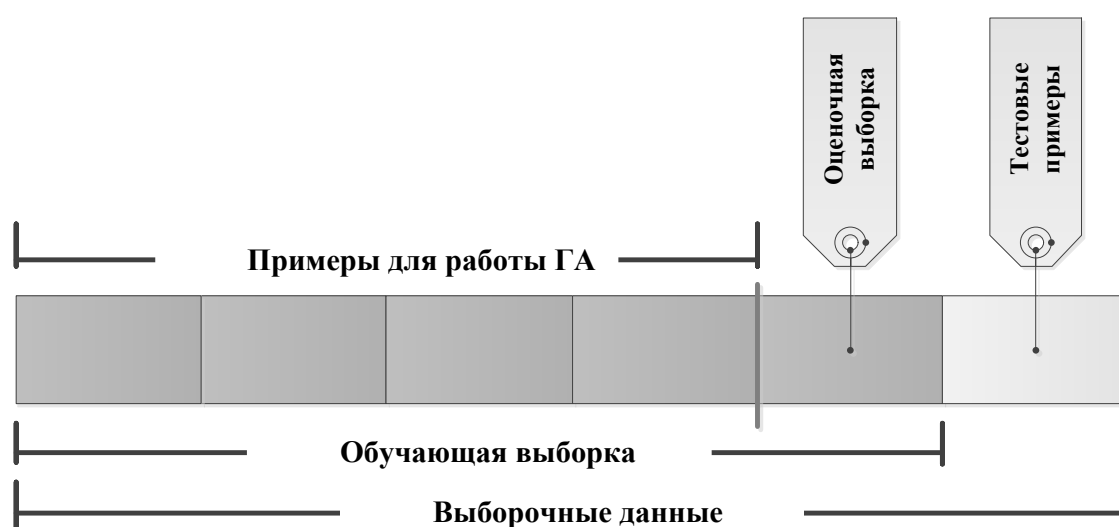 Оценочная
выборка
Тестовые
примеры
Примеры для работы ГА
Обучающая выборка
Выборочные данные